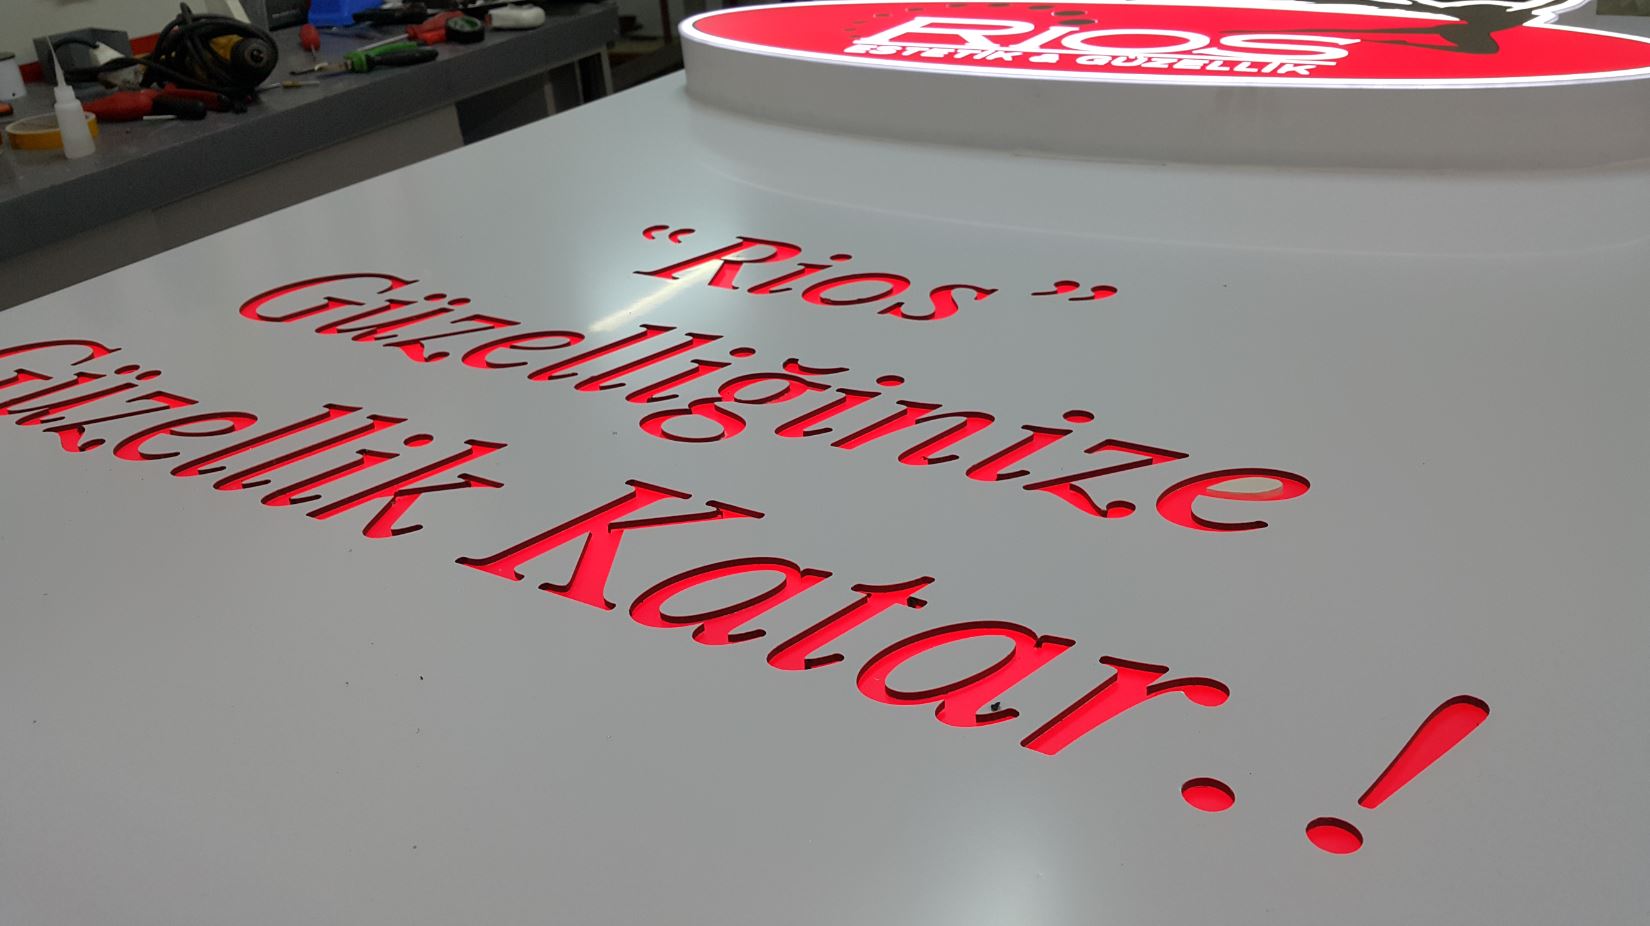 RIOS
ESTETİK & GÜZELLİK
“Rios ”
Güzelliğinize
Güzellik Katar.!